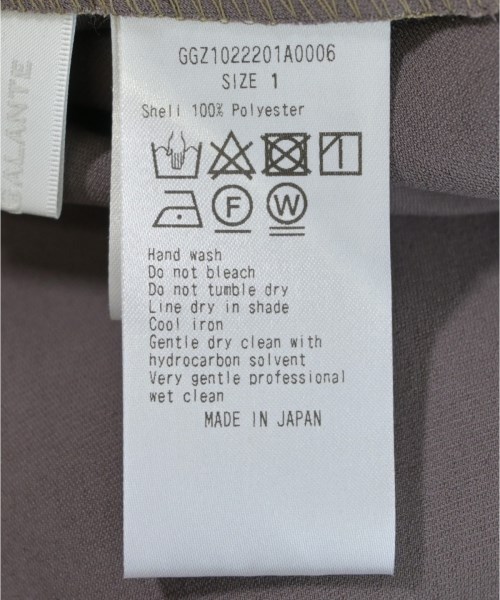 GALANTE
GGZ1022201A0006
SIZE 1
Shell 100% Polyester
F
W
Hand wash
Do not bleach
Do not tumble dry
Line dry in shade
Cool iron
Gentle dry clean with
hydrocarbon solvent
Very gentle professional
wet clean
MADE IN JAPAN